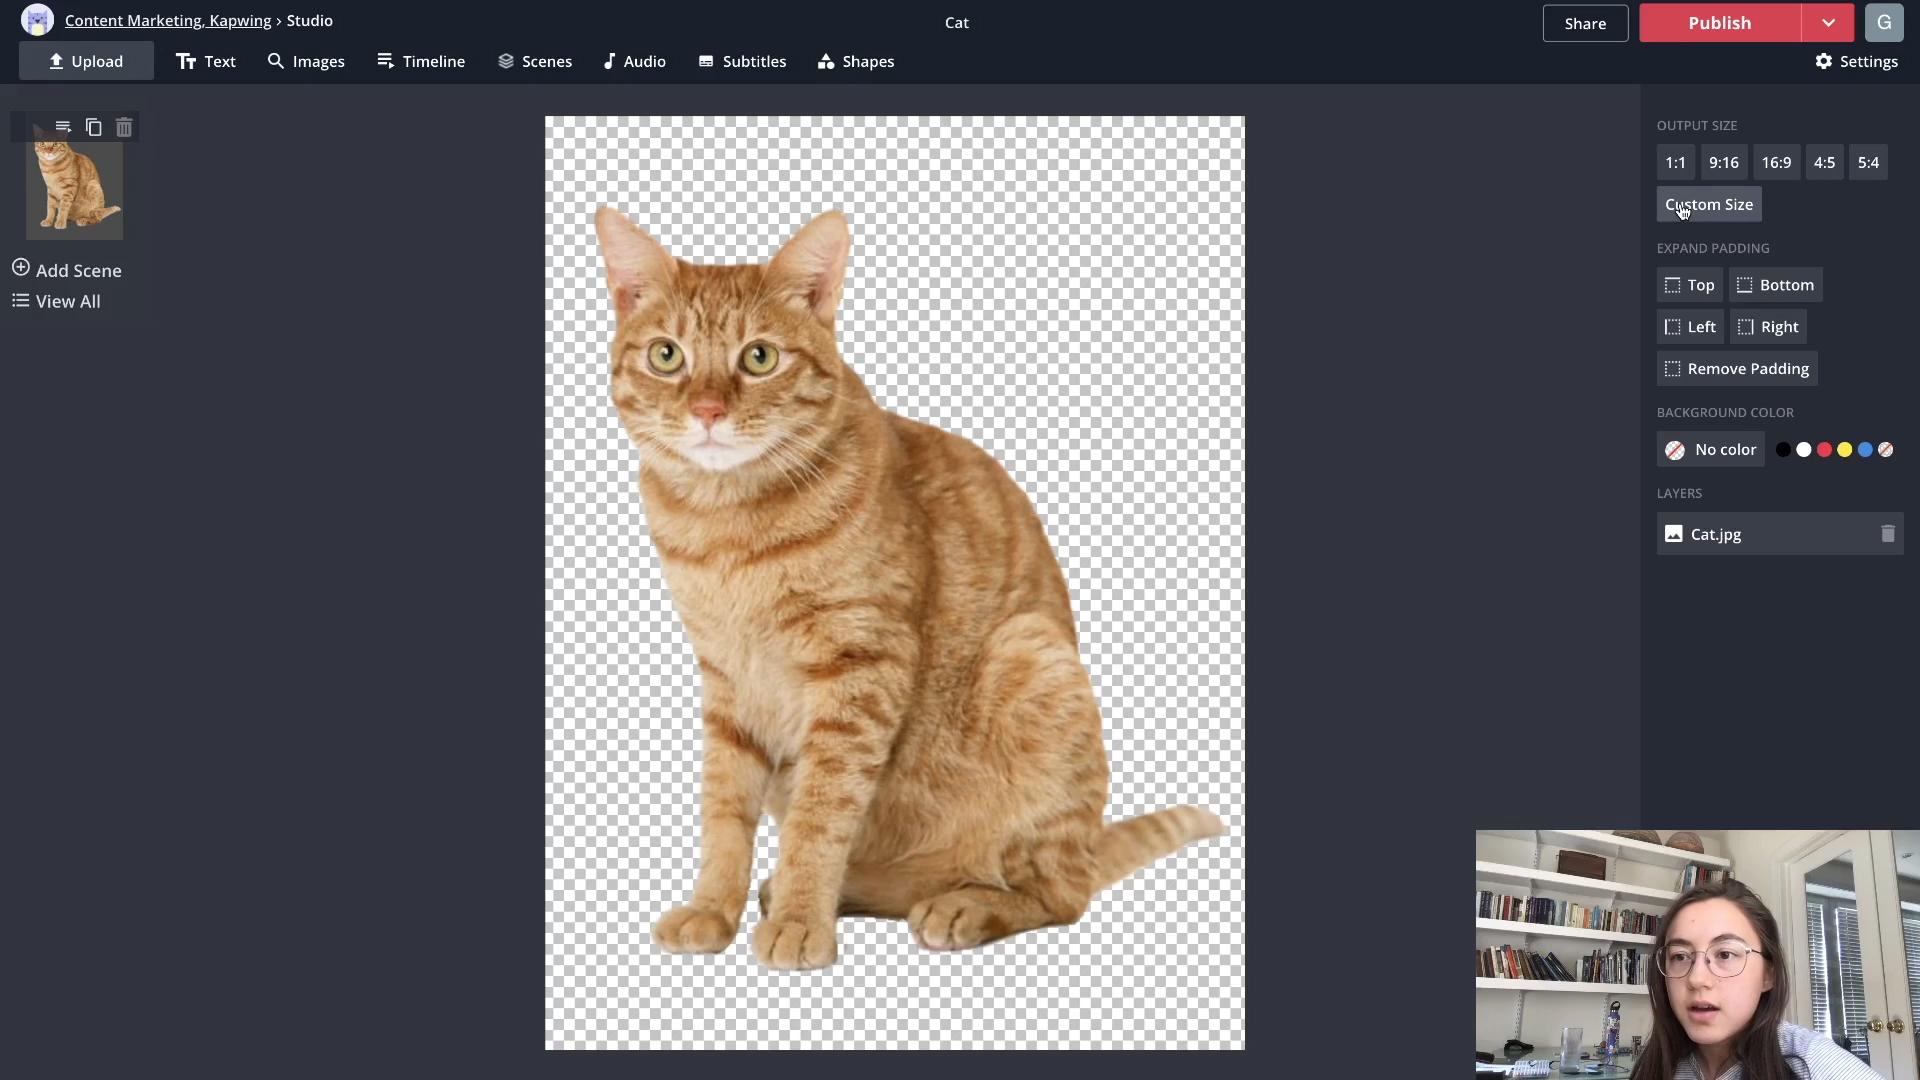 Content Marketing, Kapwing › Studio
Cat
Share
Publish
G
Upload
Text
Images
Timeline
Scenes
Audio
Subtitles
Shapes
Settings
Add Scene
View All
OUTPUT SIZE
1:1 9:16 16:9 4:5 5:4
Custom Size
EXPAND PADDING
Top Bottom
Left Right
Remove Padding
BACKGROUND COLOR
No color
LAYERS
Cat.jpg